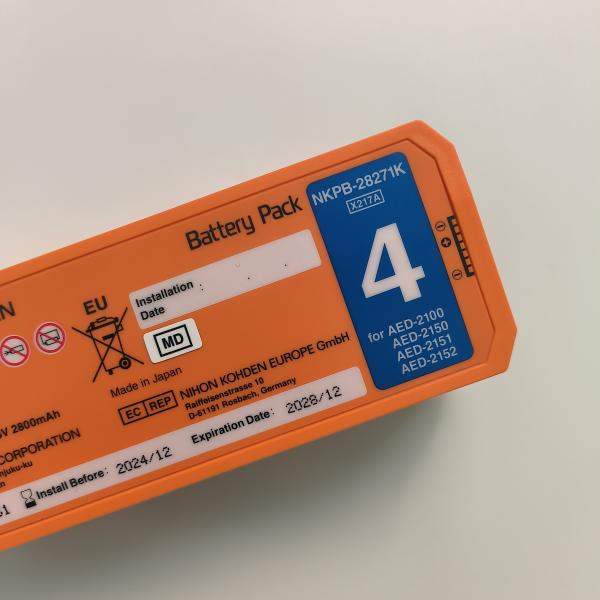 NKPB-28271K
X217A
4
for AED-2100
AED-2150
AED-2151
AED-2152
Battery Pack
Installation :
Date
EU
MD
Made in Japan
EC REP
NIHON KOHDEN EUROPE GmbH
Raiffeisenstrasse 10
D-61191 Rosbach, Germany
2800mAh
CORPORATION
Install Before: 2024/12
Expiration Date: 2028/12